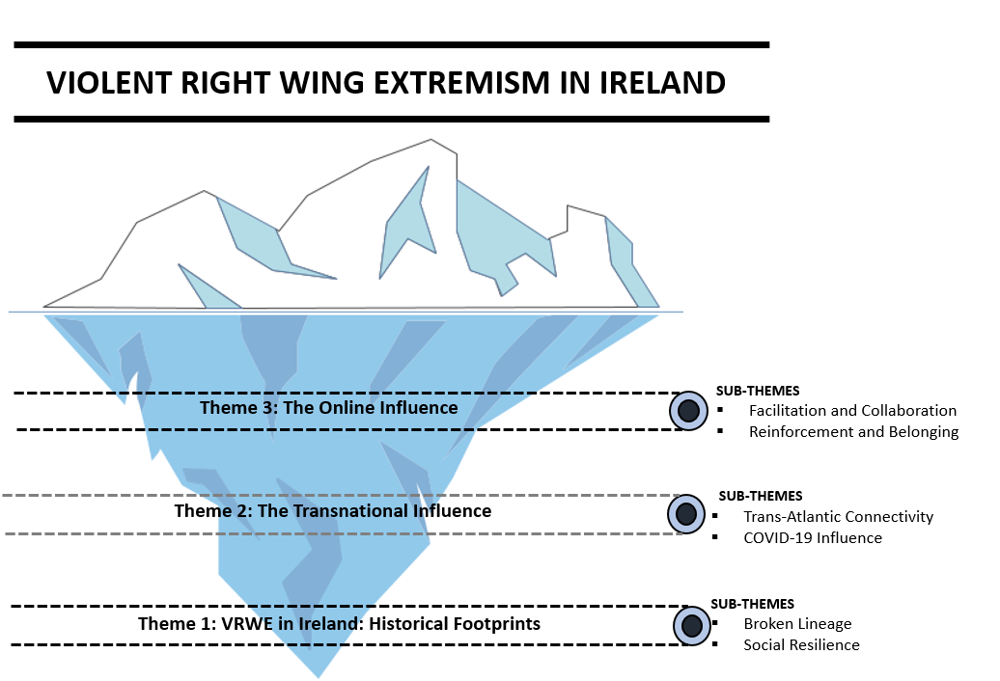 VIOLENT RIGHT WING EXTREMISM IN IRELAND
Theme 3: The Online Influence
SUB-THEMES
▪ Facilitation and Collaboration
▪ Reinforcement and Belonging
Theme 2: The Transnational Influence
SUB-THEMES
▪ Trans-Atlantic Connectivity
▪ COVID-19 Influence
Theme 1: VRWE in Ireland: Historical Footprints
SUB-THEMES
▪ Broken Lineage
▪ Social Resilience